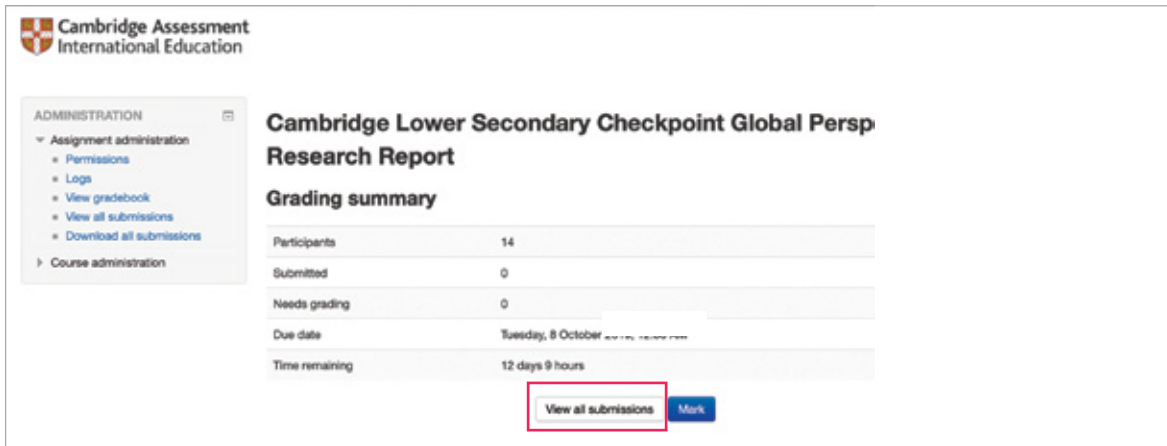 Cambridge Assessment
International Education
ADMINISTRATION
Assignment administration
Permissions
Logs
View gradebook
View all submissions
Download all submissions
Course administration
Cambridge Lower Secondary Checkpoint Global Persp
Research Report
Grading summary
Participants 14
Submitted 0
Needs grading 0
Due date Tuesday, 8 October
Time remaining 12 days 9 hours
View all submissions Mark